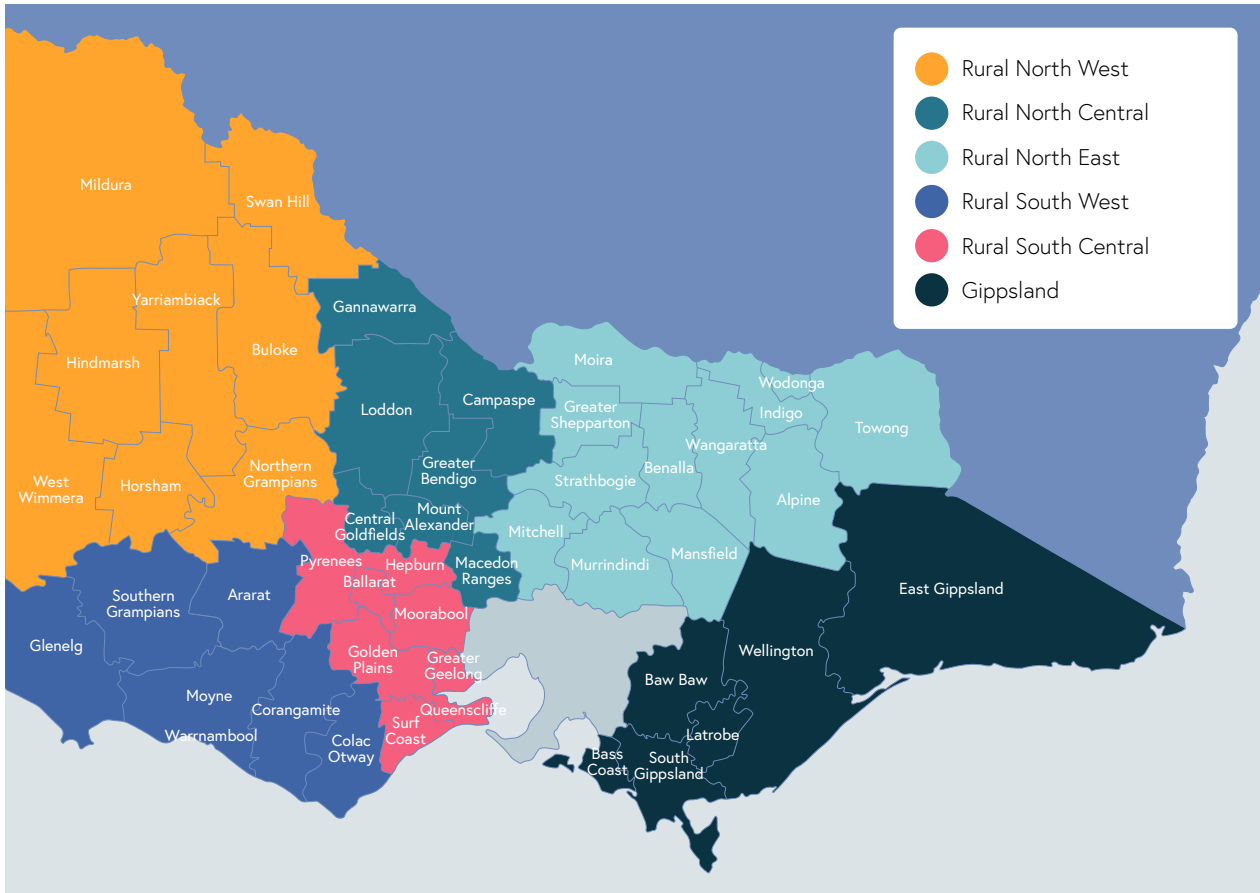 Rural North West
Rural North Central
Rural North East
Rural South West
Rural South Central
Gippsland
Mildura
Swan Hill
Yarriambiack
Gannawarra
Buloke
Hindmarsh
Moira
Wodonga
Campaspe
Loddon
Greater
Shepparton
Indigo
Towong
Wangaratta
Benalla
Northern
Grampians
Greater
Bendigo
Strathbogie
West
Wimmera
Horsham
Alpine
Mount
Alexander
Central
Goldfields
Mitchell
Mansfield
Pyrenees
Hepburn
Macedon
Ranges
Murrindindi
Ballarat
East Gippsland
Southern
Grampians
Ararat
Moorabool
Glenelg
Golden
Plains
Greater
Geelong
Wellington
Baw Baw
Moyne
Corangamite
Queenscliffe
Surf
Coast
Warrnambool
Colac
Otway
Latrobe
Bass
Coast
South
Gippsland